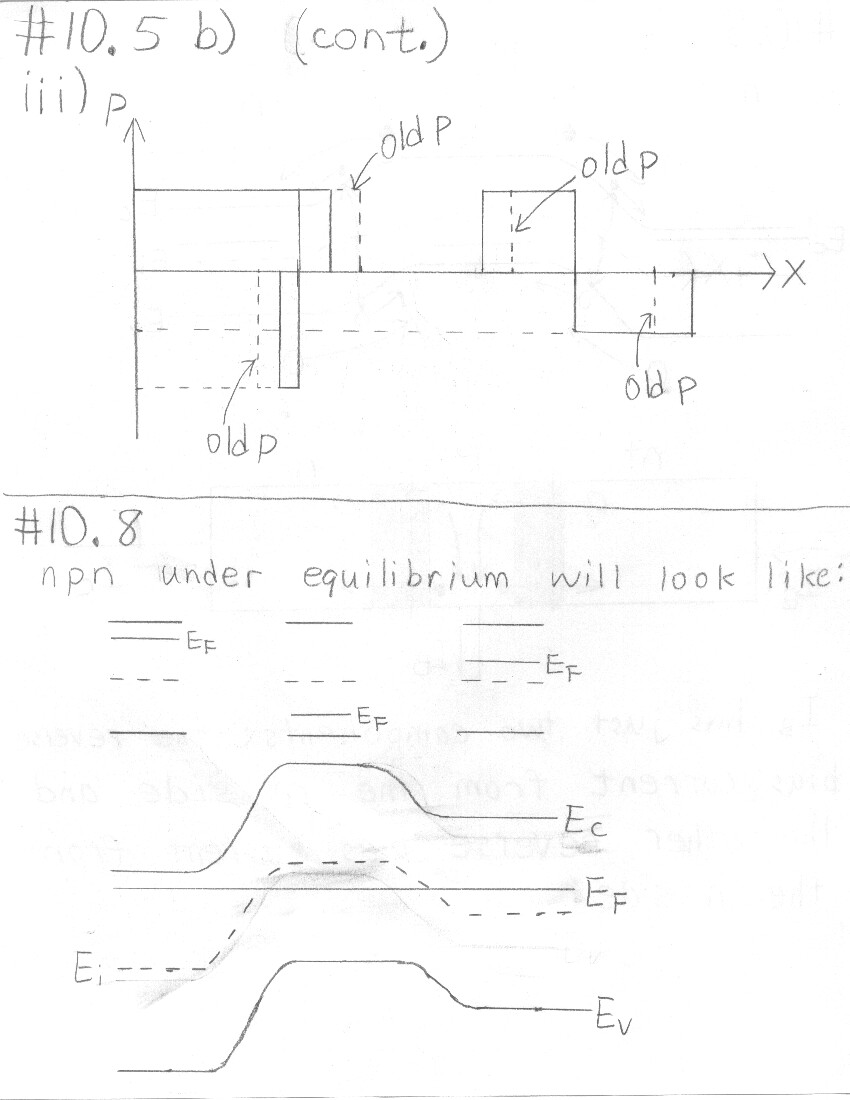 #10.5 b) (cont.)
iii) P
old P
old P
X
old P
old P
#10.8
npn under equilibrium will look like:
E_F
E_F
E_F
E_C
E_F
E_i
E_V